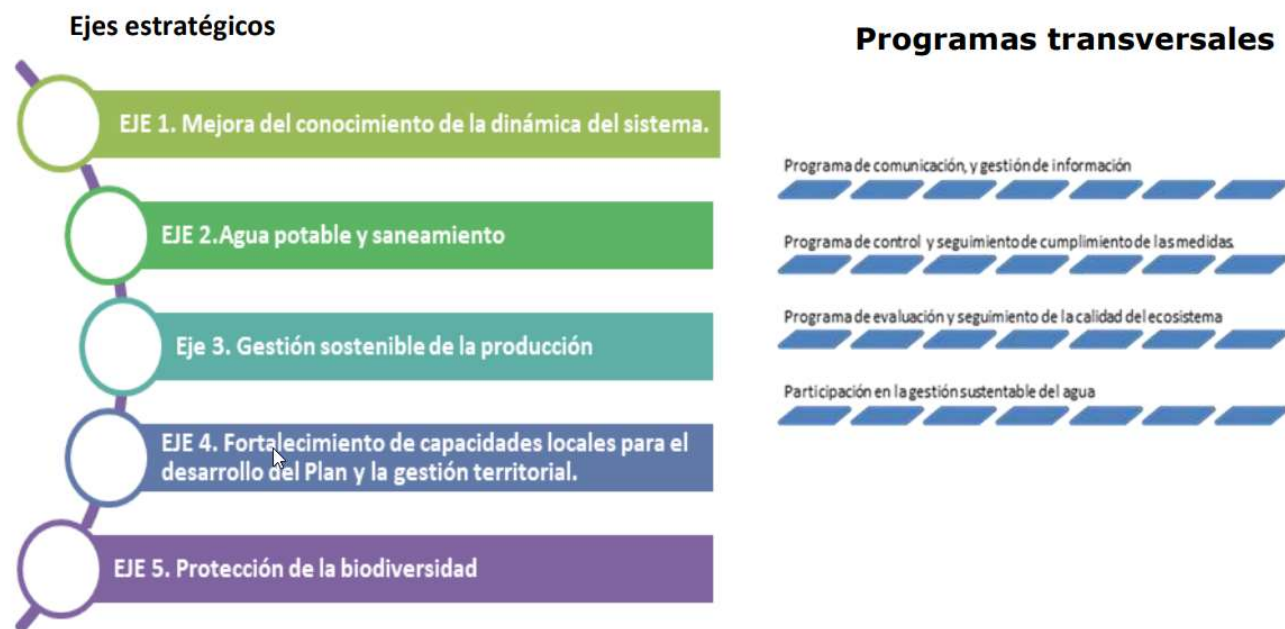 Ejes estratégicos
EJE 1. Mejora del conocimiento de la dinámica del sistema.
EJE 2.Agua potable y saneamiento
Eje 3. Gestión sostenible de la producción
EJE 4. Fortalecimiento de capacidades locales para el
desarrollo del Plan y la gestión territorial.
EJE 5. Protección de la biodiversidad
Programas transversales
Programa de comunicación, y gestión de información
Programa de control y seguimiento de cumplimiento de las medidas.
Programa de evaluación y seguimiento de la calidad del ecosistema
Participación en la gestión sustentable del agua